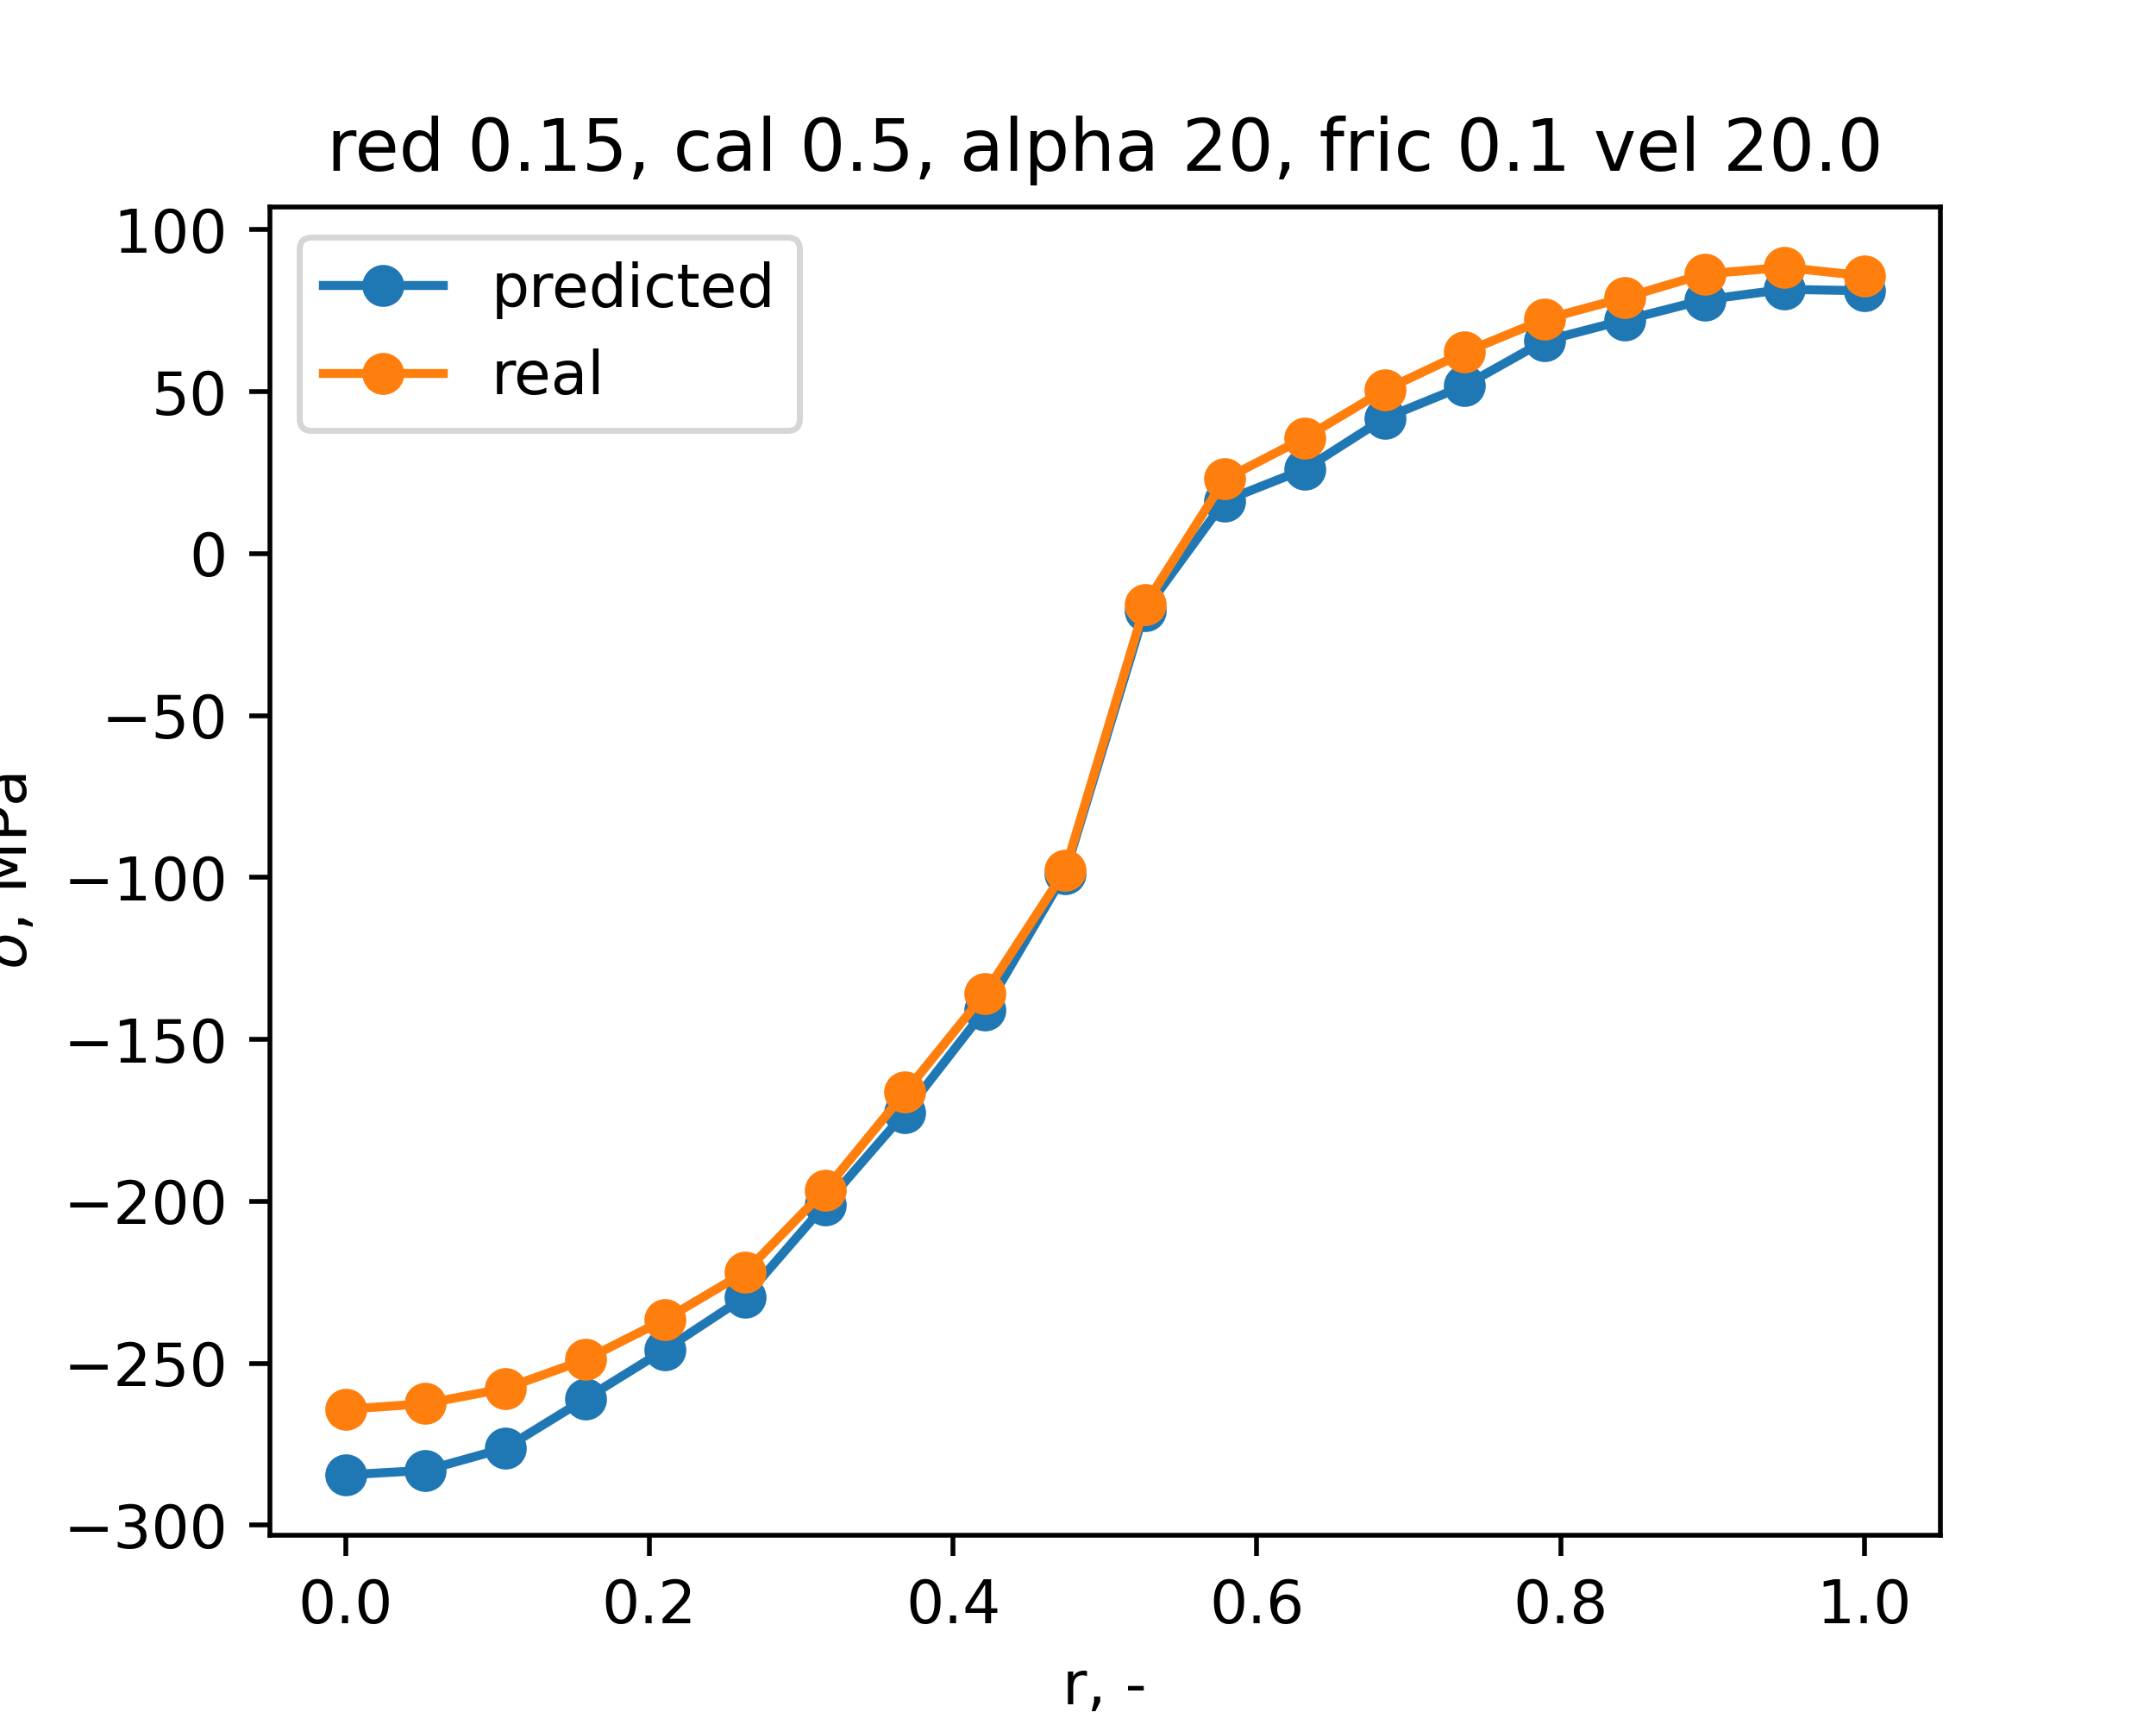 red 0.15, cal 0.5, alpha 20, fric 0.1 vel 20.0
predicted
real
100
50
0
−50
−100
−150
−200
−250
−300
, MPa
0.0 0.2 0.4 0.6 0.8 1.0
r, -